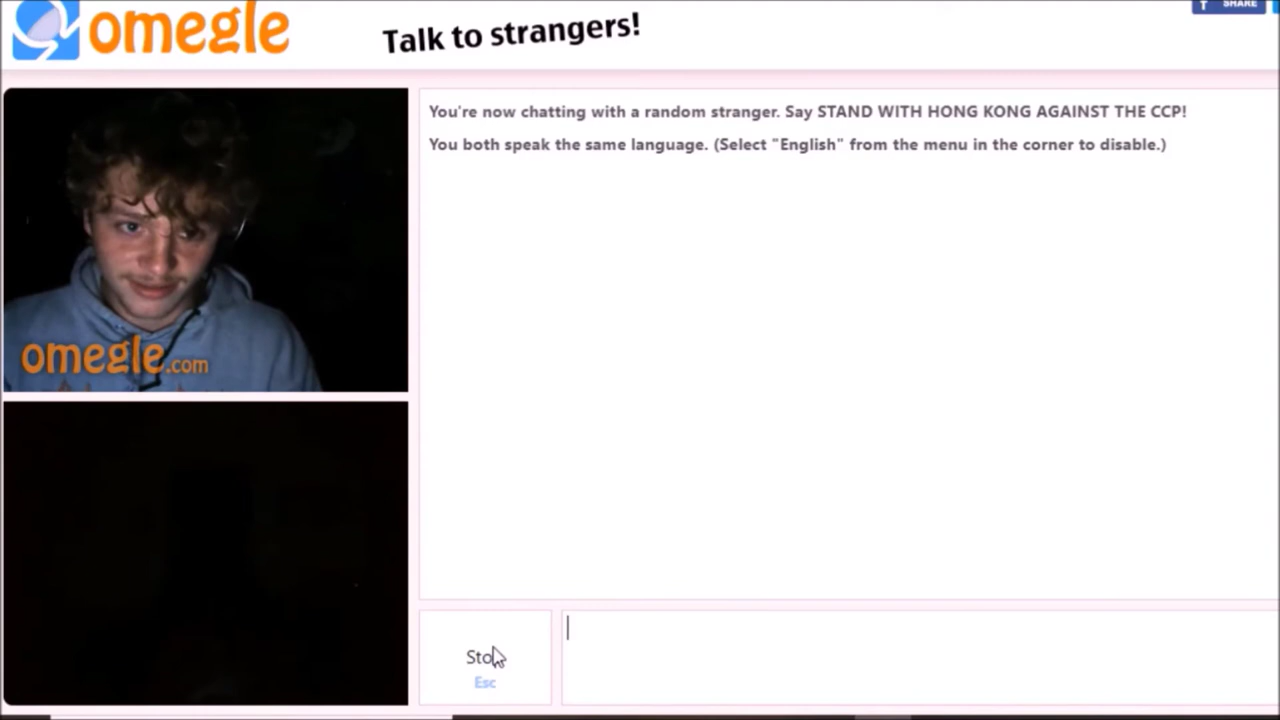 omegle
Talk to strangers!
f SHARE
You're now chatting with a random stranger. Say STAND WITH HONG KONG AGAINST THE CCP!
You both speak the same language. (Select "English" from the menu in the corner to disable.)
omegle.com
Sto
Esc